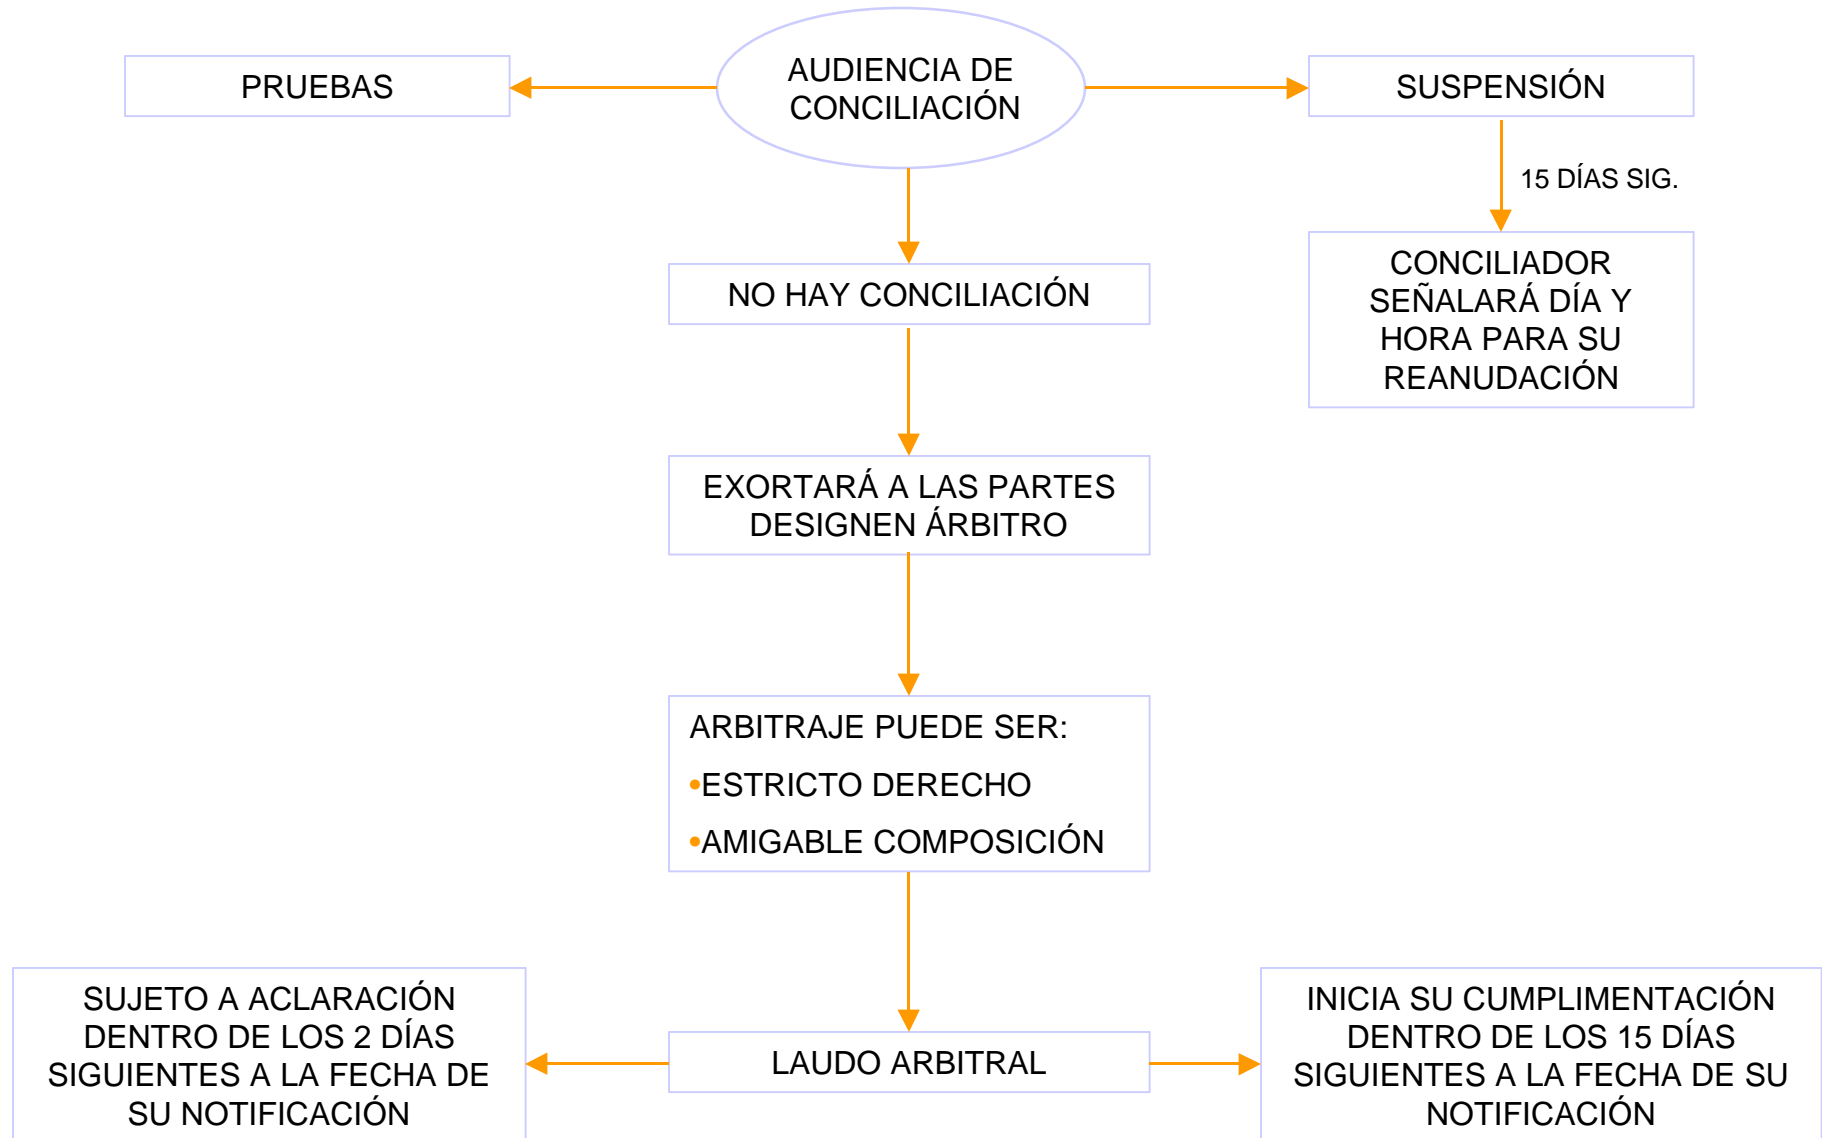 PRUEBAS
AUDIENCIA DE
CONCILIACIÓN
SUSPENSIÓN
15 DÍAS SIG.
CONCILIADOR
SEÑALARÁ DÍA Y
HORA PARA SU
REANUDACIÓN
NO HAY CONCILIACIÓN
EXORTARÁ A LAS PARTES
DESIGNEN ÁRBITRO
ARBITRAJE PUEDE SER:
•ESTRICTO DERECHO
•AMIGABLE COMPOSICIÓN
SUJETO A ACLARACIÓN
DENTRO DE LOS 2 DÍAS
SIGUIENTES A LA FECHA DE
SU NOTIFICACIÓN
LAUDO ARBITRAL
INICIA SU CUMPLIMENTACIÓN
DENTRO DE LOS 15 DÍAS
SIGUIENTES A LA FECHA DE SU
NOTIFICACIÓN